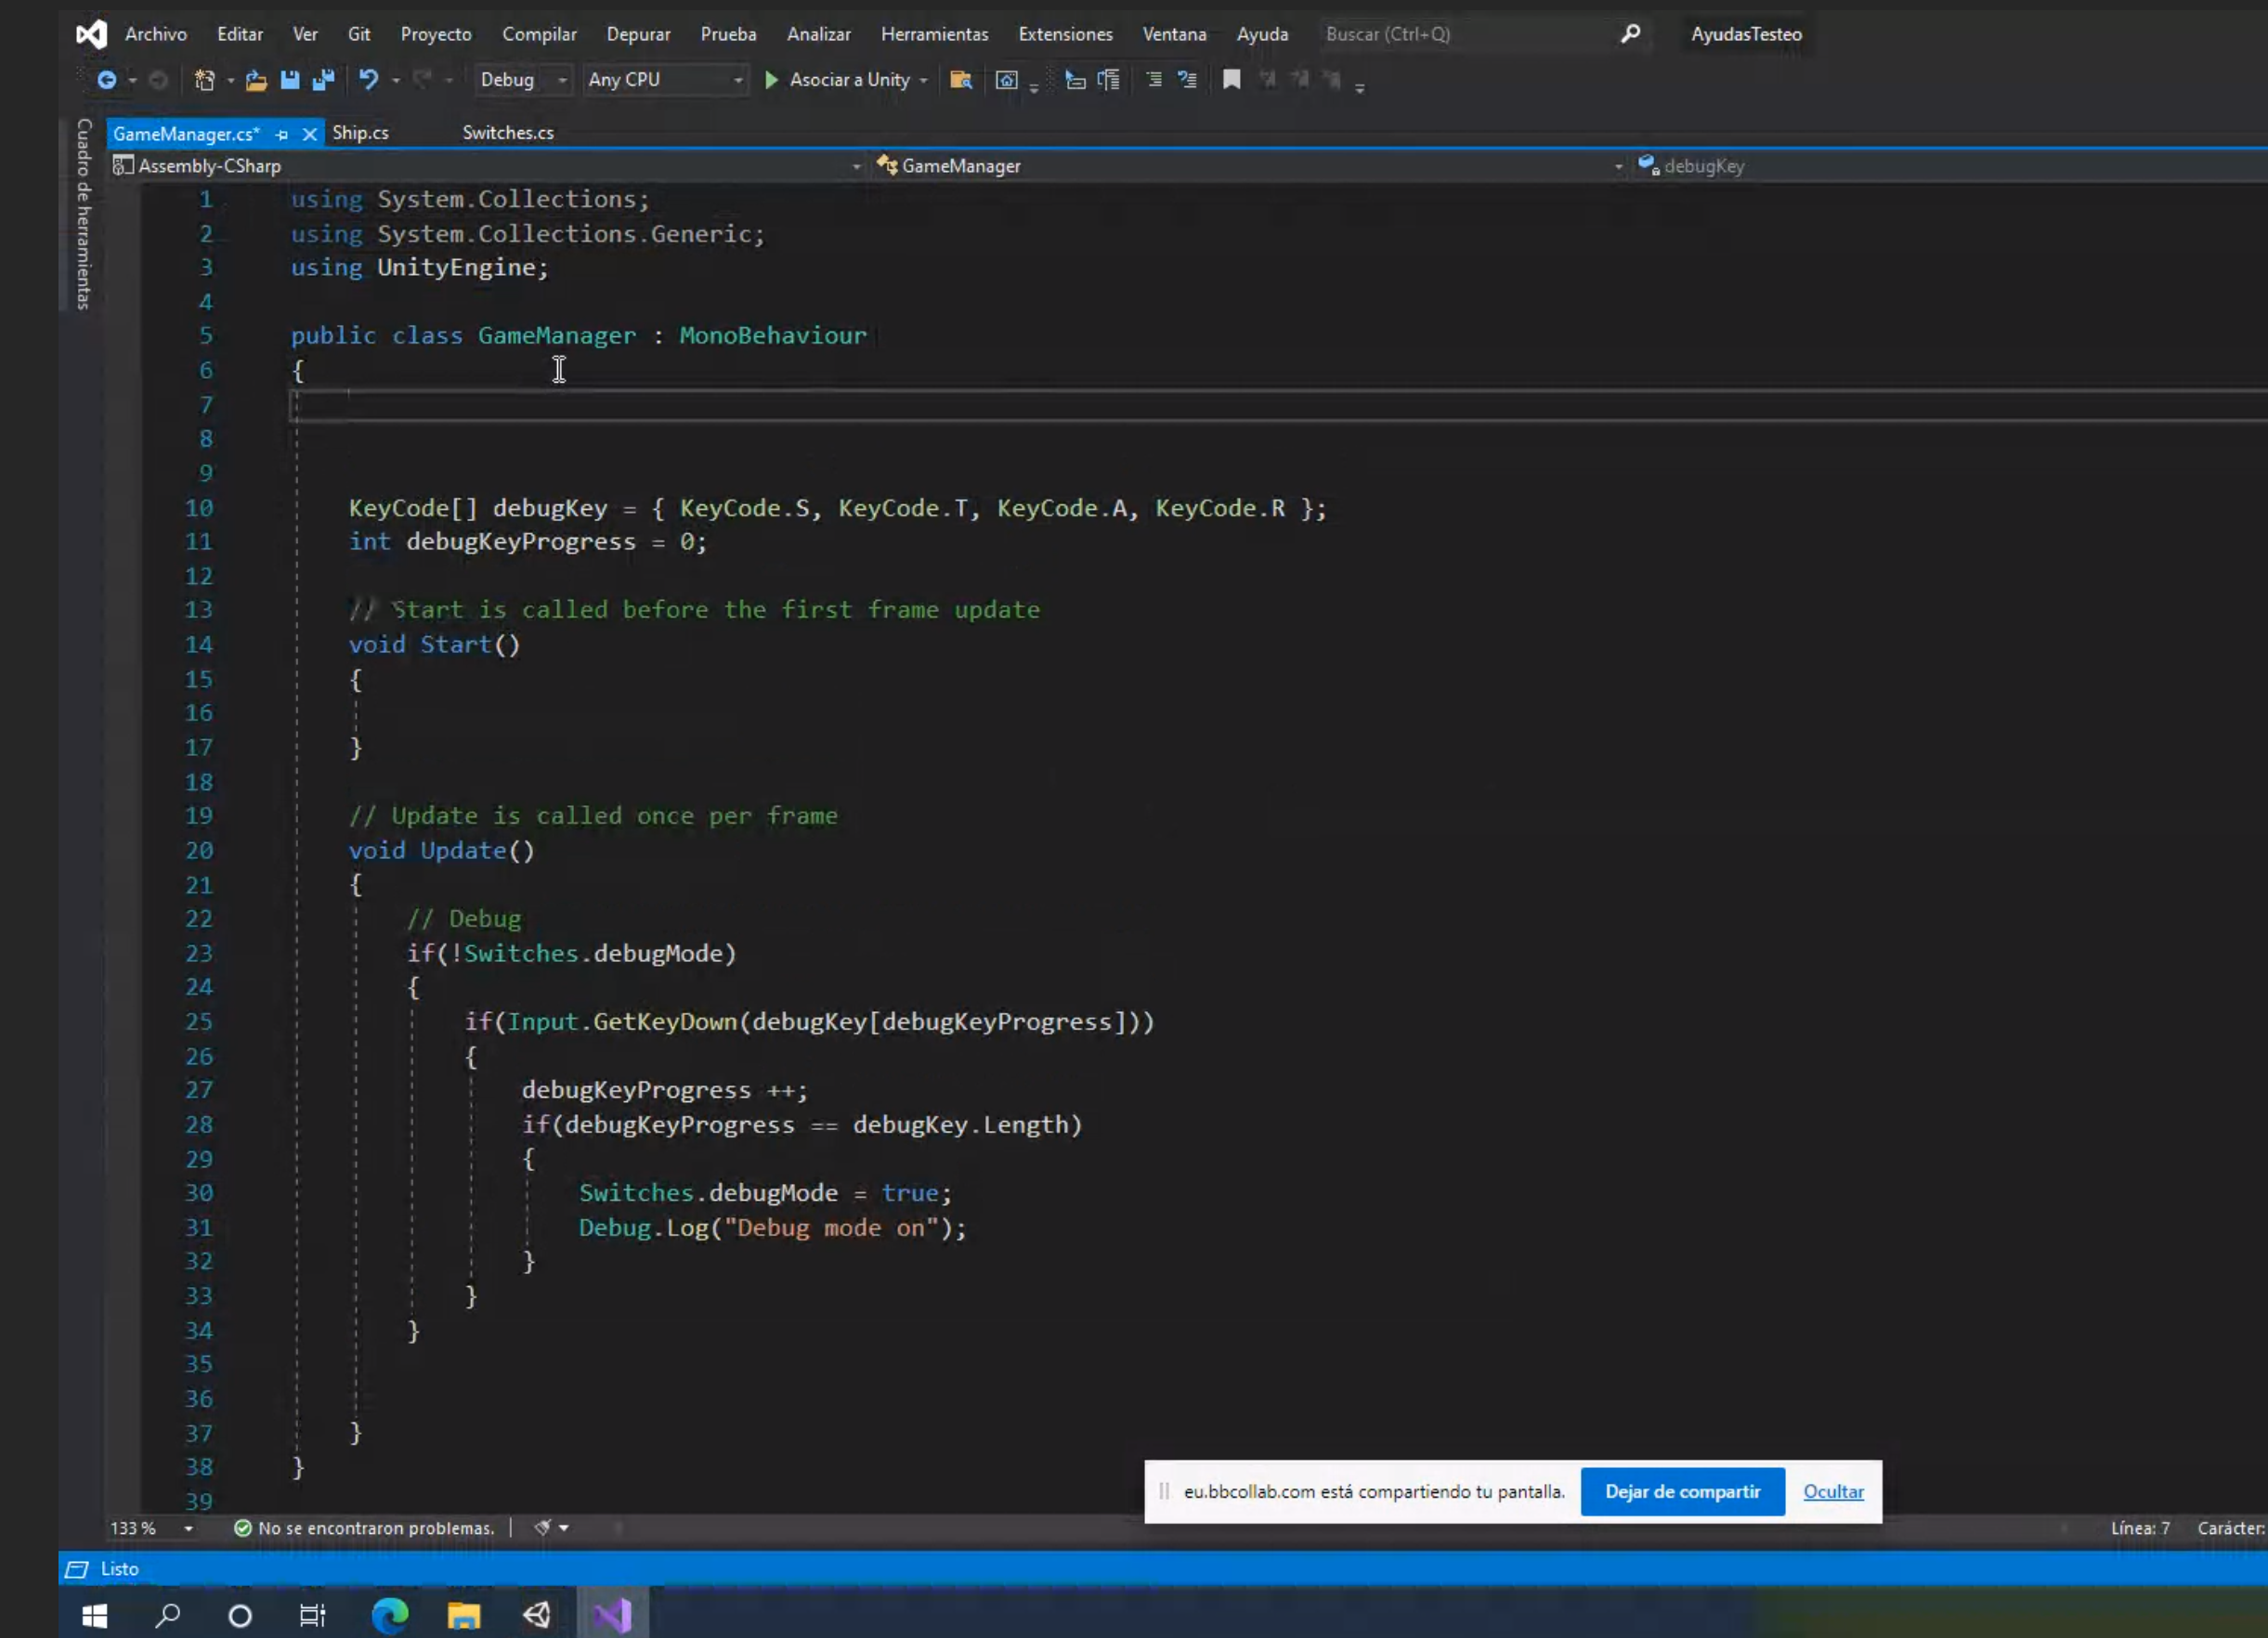 Archivo Editar Ver Git Proyecto Compilar Depurar Prueba Analizar Herramientas Extensiones Ventana Ayuda Buscar (Ctrl+Q) AyudasTesteo
Debug Any CPU Asociar a Unity
Cuadro de herramientas
GameManager.cs* Ship.cs Switches.cs
Assembly-CSharp GameManager debugKey
1 using System.Collections;
2 using System.Collections.Generic;
3 using UnityEngine;
4
5 public class GameManager : MonoBehaviour
6 {
7
8
9
10 KeyCode[] debugKey = { KeyCode.S, KeyCode.T, KeyCode.A, KeyCode.R };
11 int debugKeyProgress = 0;
12
13 // Start is called before the first frame update
14 void Start()
15 {
16
17 }
18
19 // Update is called once per frame
20 void Update()
21 {
22 // Debug
23 if(!Switches.debugMode)
24 {
25 if(Input.GetKeyDown(debugKey[debugKeyProgress]))
26 {
27 debugKeyProgress ++;
28 if(debugKeyProgress == debugKey.Length)
29 {
30 Switches.debugMode = true;
31 Debug.Log("Debug mode on");
32 }
33 }
34 }
35
36
37 }
38 }
39
eu.bbcollab.com está compartiendo tu pantalla. Dejar de compartir Ocultar
133 % No se encontraron problemas. Línea: 7 Carácter:
Listo